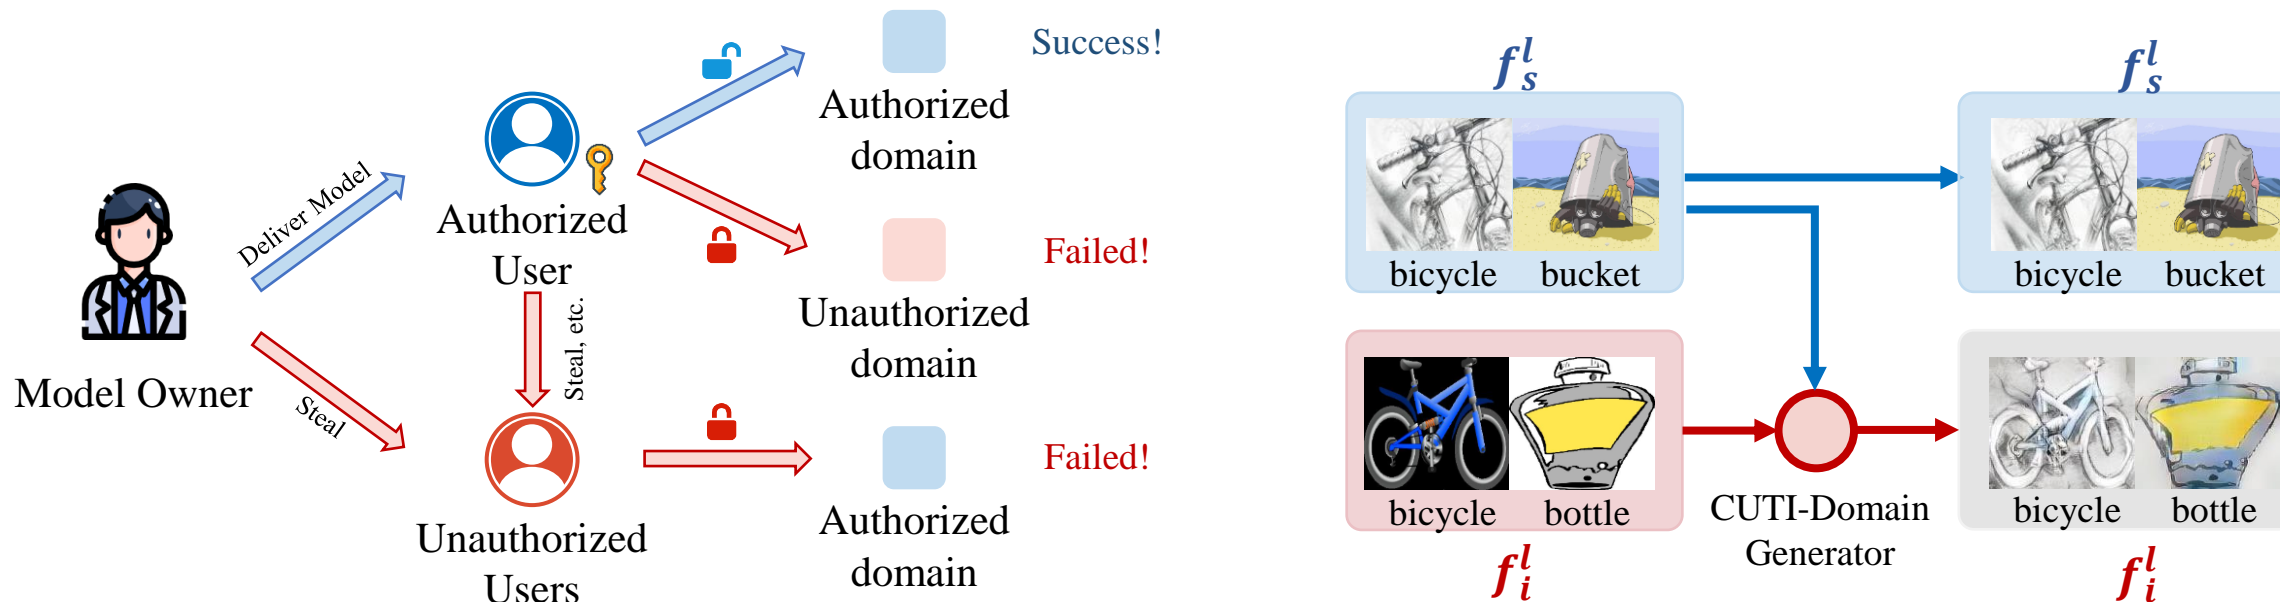 Model Owner
Deliver Model
Steal
Authorized
User
Steal, etc.
Unauthorized
Users
Authorized
domain
Success!
Unauthorized
domain
Failed!
Authorized
domain
Failed!
f_s^l
bicycle bucket
f_s^l
bicycle bucket
bicycle bottle
f_i^l
CUTI-Domain
Generator
bicycle bottle
f_i^l